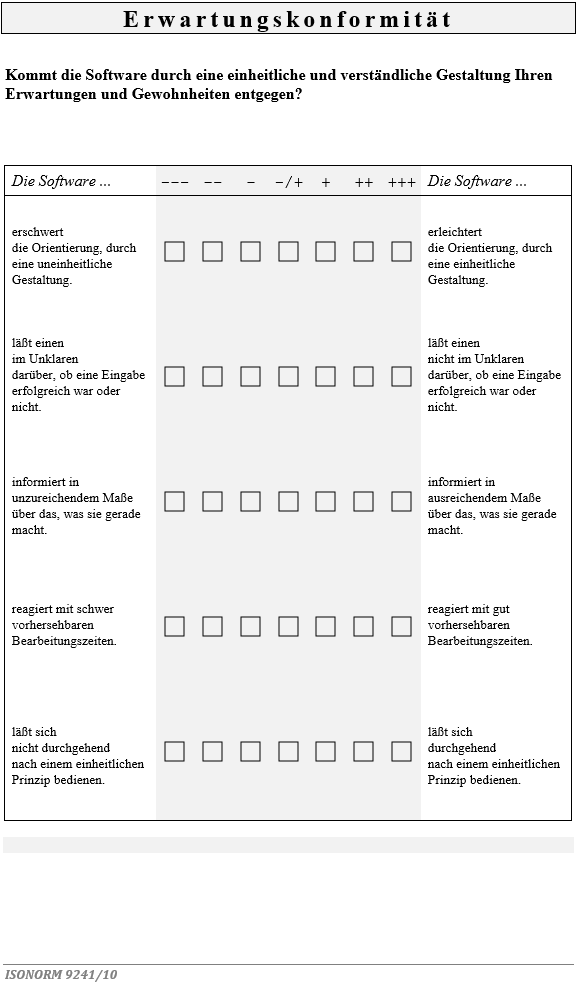 Erwartungskonformität
Kommt die Software durch eine einheitliche und verständliche Gestaltung Ihren
Erwartungen und Gewohnheiten entgegen?
Die Software ... --- -- - -/+ + ++ +++ Die Software ...
erschwert
die Orientierung, durch
eine uneinheitliche
Gestaltung.
erleichtert
die Orientierung, durch
eine einheitliche
Gestaltung.
läßt einen
im Unklaren
darüber, ob eine Eingabe
erfolgreich war oder
nicht.
läßt einen
nicht im Unklaren
darüber, ob eine Eingabe
erfolgreich war oder
nicht.
informiert in
unzureichendem Maße
über das, was sie gerade
macht.
informiert in
ausreichendem Maße
über das, was sie gerade
macht.
reagiert mit schwer
vorhersehbaren
Bearbeitungszeiten.
reagiert mit gut
vorhersehbaren
Bearbeitungszeiten.
läßt sich
nicht durchgehend
nach einem einheitlichen
Prinzip bedienen.
läßt sich
durchgehend
nach einem einheitlichen
Prinzip bedienen.
ISONORM 9241/10